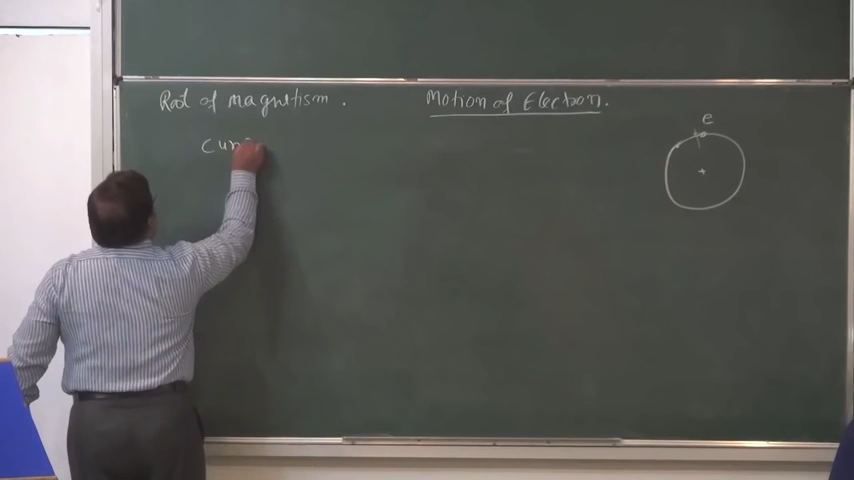 Root of magnetism.
Motion of Electron.
e
Curr